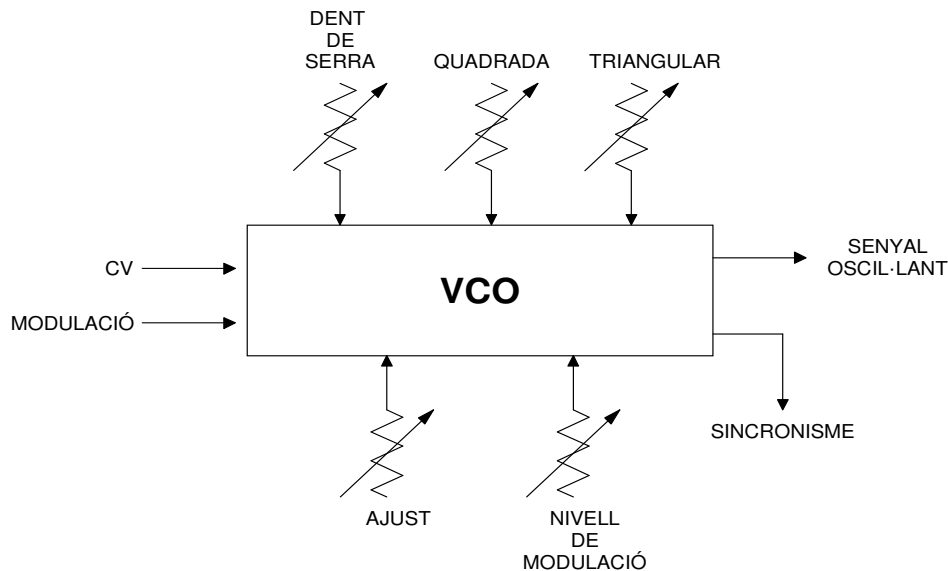 DENT
DE
SERRA
QUADRADA
TRIANGULAR
CV
MODULACIÓ
VCO
SENYAL
OSCIL·LANT
SINCRONISME
AJUST
NIVELL
DE
MODULACIÓ